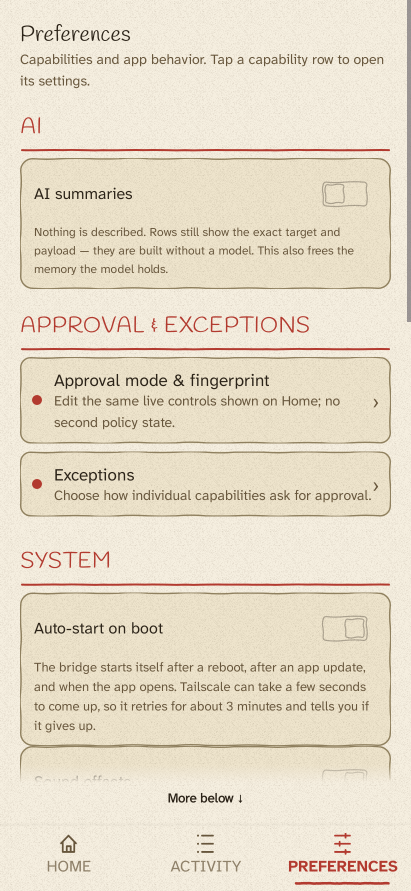 Preferences
Capabilities and app behavior. Tap a capability row to open
its settings.
AI
AI summaries
Nothing is described. Rows still show the exact target and
payload — they are built without a model. This also frees the
memory the model holds.
APPROVAL & EXCEPTIONS
Approval mode & fingerprint
Edit the same live controls shown on Home; no
second policy state.
›
Exceptions
Choose how individual capabilities ask for approval.
›
SYSTEM
Auto-start on boot
The bridge starts itself after a reboot, after an app update,
and when the app opens. Tailscale can take a few seconds
to come up, so it retries for about 3 minutes and tells you if
it gives up.
Sound effects
More below ↓
HOME
ACTIVITY
PREFERENCES